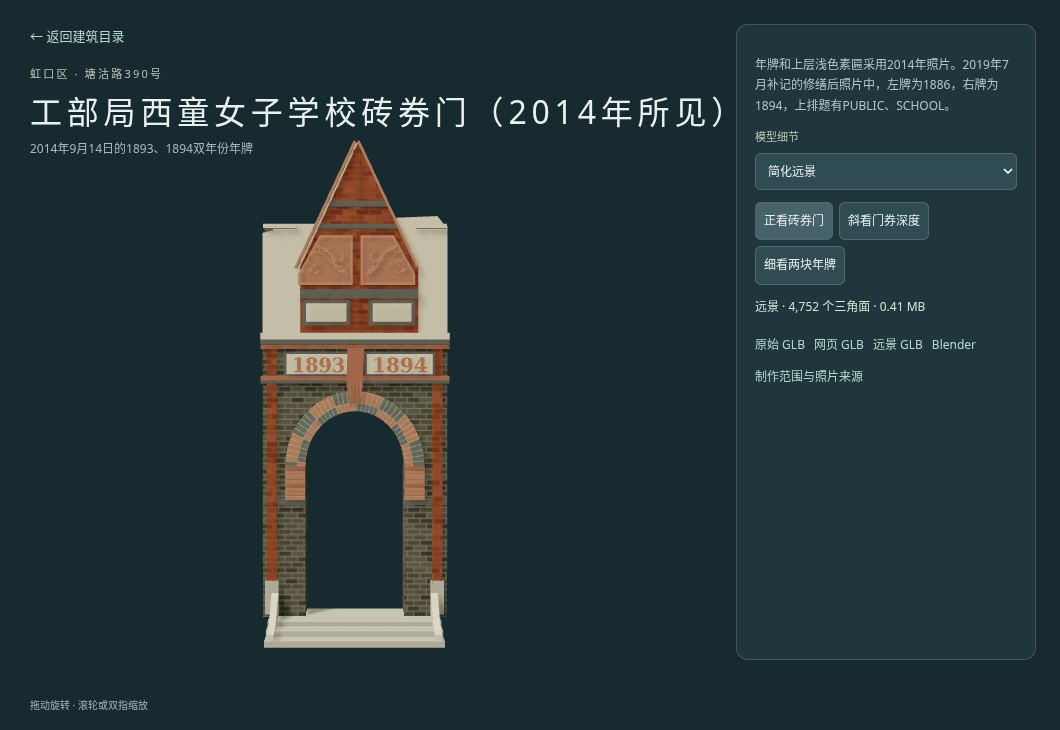 ← 返回建筑目录
虹口区 · 塘沽路390号
工部局西童女子学校砖券门（2014年所见）
2014年9月14日的1893、1894双年份年牌
1893 1894
拖动旋转 · 滚轮或双指缩放
年牌和上层浅色素匾采用2014年照片。2019年7
月补记的修缮后照片中，左牌为1886，右牌为
1894，上排题有PUBLIC、SCHOOL。
模型细节
简化远景
正看砖券门 斜看门券深度
细看两块年牌
远景 · 4,752 个三角面 · 0.41 MB
原始 GLB 网页 GLB 远景 GLB Blender
制作范围与照片来源